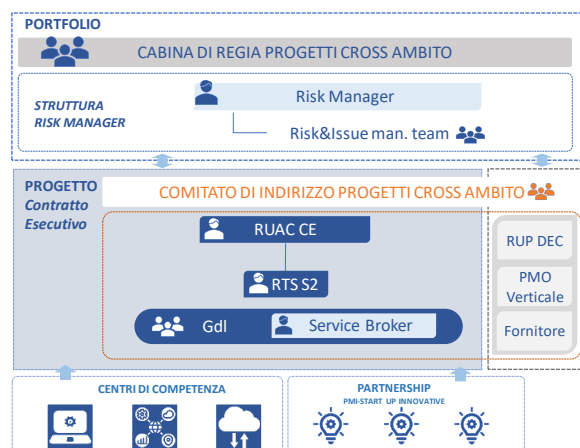 PORTFOLIO
CABINA DI REGIA PROGETTI CROSS AMBITO
STRUTTURA
RISK MANAGER
Risk Manager
Risk&Issue man. team
PROGETTO
Contratto
Esecutivo
COMITATO DI INDIRIZZO PROGETTI CROSS AMBITO
RUAC CE
RTS S2
Gdl
Service Broker
RUP DEC
PMO
Verticale
Fornitore
CENTRI DI COMPETENZA
PARTNERSHIP
PMI-START UP INNOVATIVE